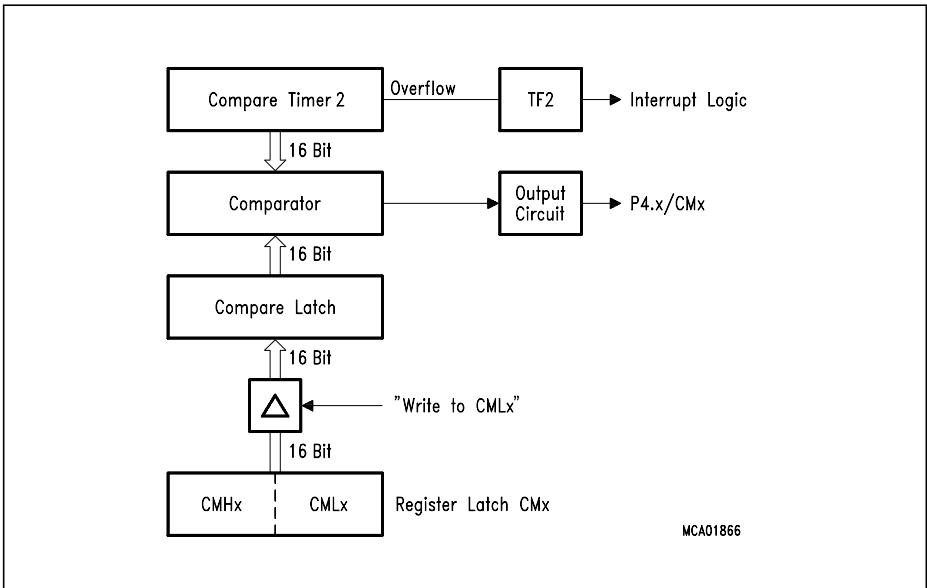 Compare Timer 2
Overflow
TF2
Interrupt Logic
16 Bit
Comparator
Output
Circuit
P4.x/CMx
16 Bit
Compare Latch
16 Bit
"Write to CMLx"
16 Bit
CMHx
CMLx
Register Latch CMx
MCA01866